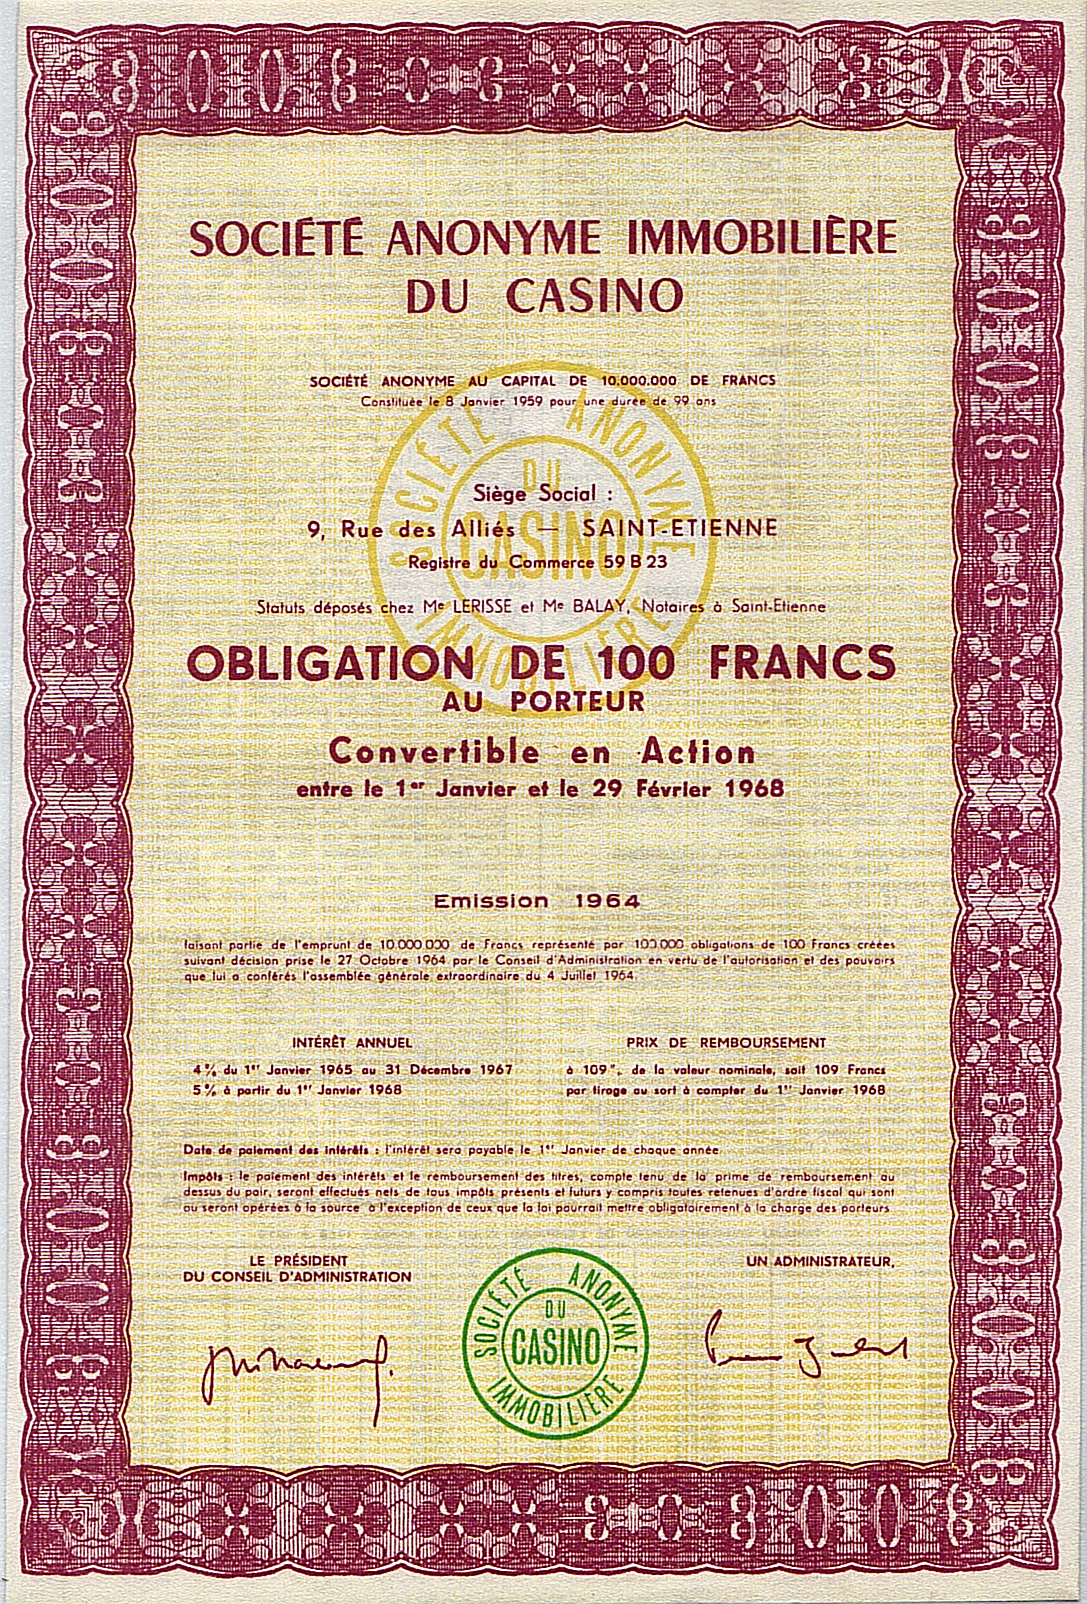 SOCIÉTÉ ANONYME IMMOBILIÈRE
DU CASINO
SOCIÉTÉ ANONYME AU CAPITAL DE 10.000.000 DE FRANCS
Constituée le 8 Janvier 1959 pour une durée de 99 ans
SOCIÉTÉ ANONYME
DU
CASINO
IMMOBILIÈRE
Siège Social :
9, Rue des Alliés — SAINT-ETIENNE
Registre du Commerce 59 B 23
Statuts déposés chez Me LERISSE et Me BALAY, Notaires à Saint-Etienne
OBLIGATION DE 100 FRANCS
AU PORTEUR
Convertible en Action
entre le 1er Janvier et le 29 Février 1968
Emission 1964
faisant partie de l'emprunt de 10.000.000 de Francs représenté par 100.000 obligations de 100 Francs créées
suivant décision prise le 27 Octobre 1964 par le Conseil d'Administration en vertu de l'autorisation et des pouvoirs
que lui a conférés l'assemblée générale extraordinaire du 4 Juillet 1964.
INTÉRÊT ANNUEL
4 % du 1er Janvier 1965 au 31 Décembre 1967
5 % à partir du 1er Janvier 1968
PRIX DE REMBOURSEMENT
à 109 % de la valeur nominale, soit 109 Francs
par tirage au sort à compter du 1er Janvier 1968
Date de paiement des intérêts : l'intérêt sera payable le 1er Janvier de chaque année
Impôts : le paiement des intérêts et le remboursement des titres, compte tenu de la prime de remboursement au
dessus du pair, seront effectués nets de tous impôts présents et futurs y compris toutes retenues d'ordre fiscal qui sont
ou seront opérées à la source à l'exception de ceux que la loi pourrait mettre obligatoirement à la charge des porteurs
LE PRÉSIDENT
DU CONSEIL D'ADMINISTRATION
UN ADMINISTRATEUR,
SOCIÉTÉ ANONYME
DU
CASINO
IMMOBILIÈRE